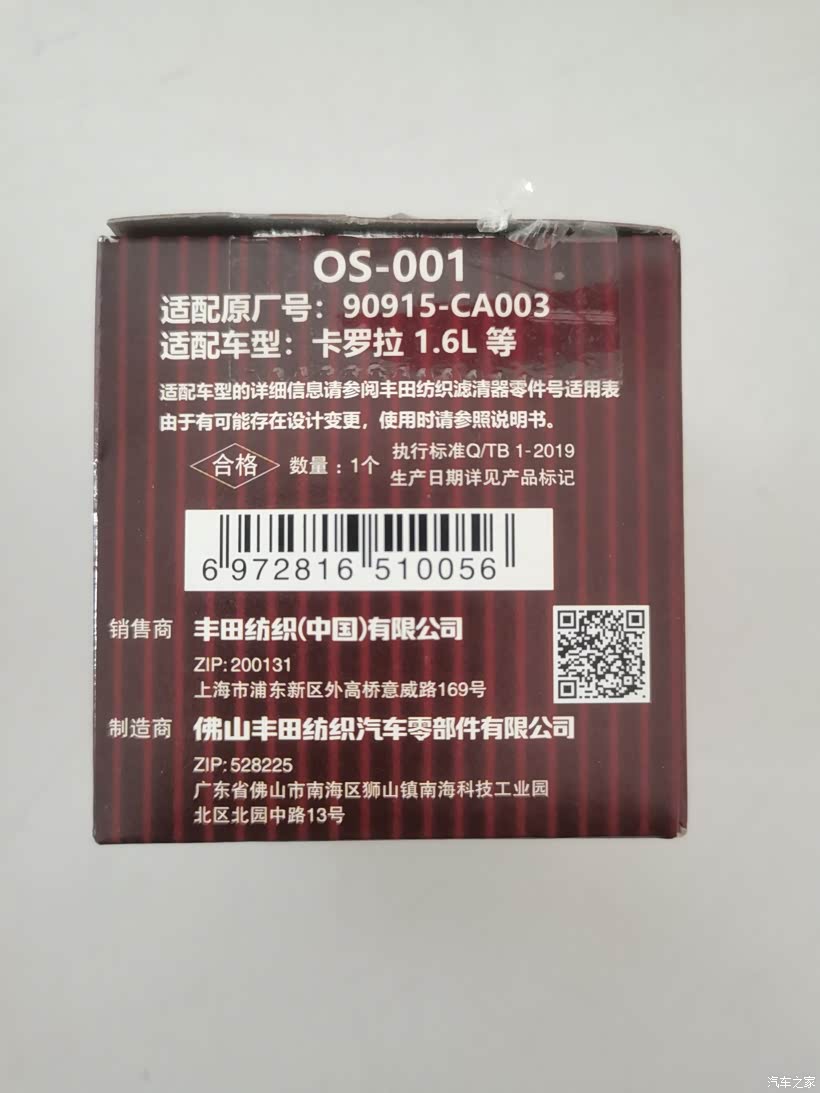 OS-001
适配原厂号：90915-CA003
适配车型：卡罗拉 1.6L 等
适配车型的详细信息请参阅丰田纺织滤清器零件号适用表
由于有可能存在设计变更，使用时请参照说明书。
合格 数量：1个 执行标准Q/TB 1-2019
生产日期详见产品标记
6 972816 510056
销售商 丰田纺织(中国)有限公司
ZIP:200131
上海市浦东新区外高桥意威路169号
制造商 佛山丰田纺织汽车零部件有限公司
ZIP:528225
广东省佛山市南海区狮山镇南海科技工业园
北区北园中路13号
汽车之家